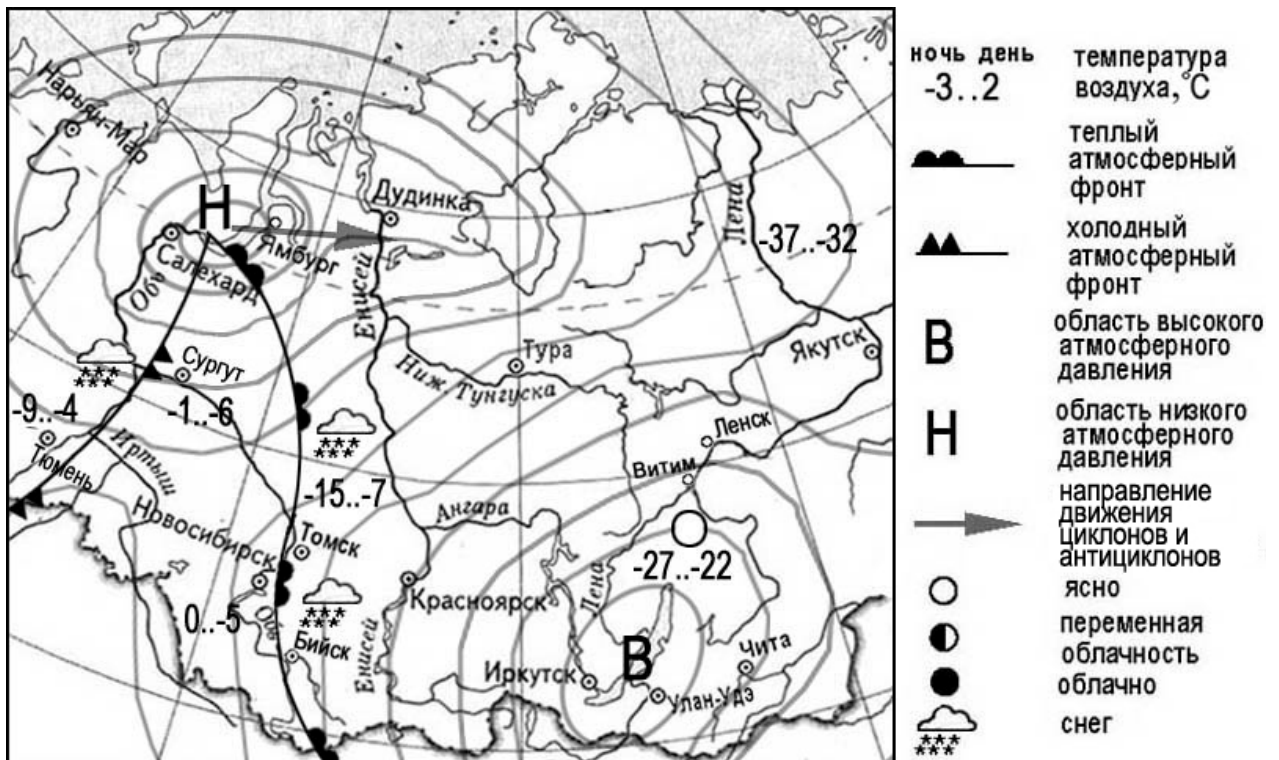 Нарьян-Мар
Н
Дудинка
Ямбург
Салехард
Обь
Енисей
Лена
-37..-32
Якутск
Сургут
Тура
Ниж. Тунгуска
-9..-4
-1..-6
Иртыш
Тюмень
Ленск
Витим
-15..-7
Новосибирск
Томск
Ангара
-27..-22
Лена
0..-5
Обь
Бийск
Красноярск
Енисей
Иркутск
В
Чита
Улан-Удэ
ночь день
-3..2
температура
воздуха, °С
теплый
атмосферный
фронт
холодный
атмосферный
фронт
В
область высокого
атмосферного
давления
Н
область низкого
атмосферного
давления
направление
движения
циклонов и
антициклонов
ясно
переменная
облачность
облачно
снег